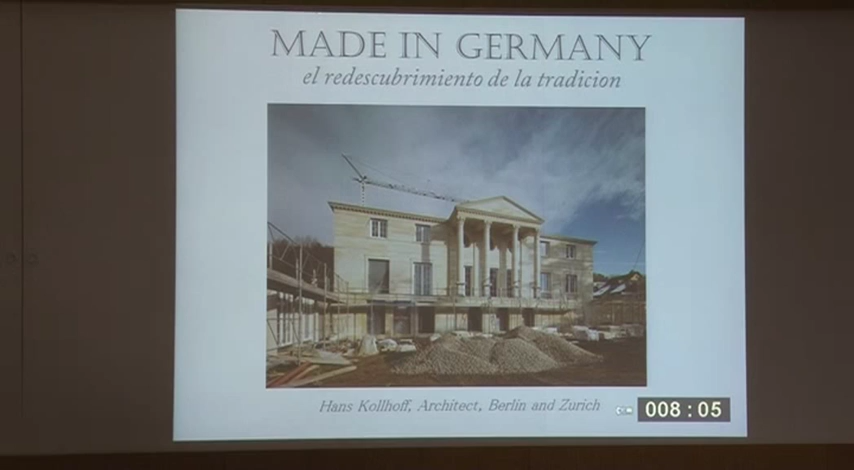 MADE IN GERMANY
el redescubrimiento de la tradicion
Hans Kollhoff, Architect, Berlin and Zurich
008:05